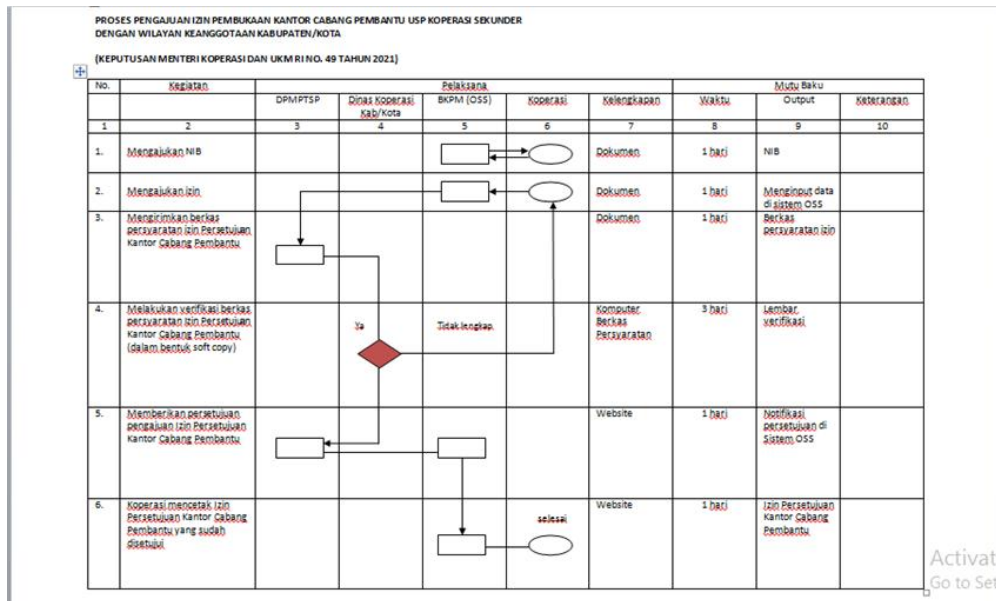 PROSES PENGAJUAN IZIN PEMBUKAAN KANTOR CABANG PEMBANTU USP KOPERASI SEKUNDER
DENGAN WILAYAN KEANGGOTAAN KABUPATEN/KOTA
(KEPUTUSAN MENTERI KOPERASI DAN UKM RI NO. 49 TAHUN 2021)
No. Kegiatan Pelaksana Mutu Baku
DPMPTSP Dinas Koperasi Kab/Kota BKPM (OSS) Koperasi Kelengkapan Waktu Output Keterangan
1 2 3 4 5 6 7 8 9 10
1. Mengajukan NIB Dokumen 1 hari NIB
2. Mengajukan izin Dokumen 1 hari Menginput data
di sistem OSS
3. Mengirimkan berkas Dokumen 1 hari Berkas
persyaratan izin Persetujuan persyaratan izin
Kantor Cabang Pembantu
4. Melakukan verifikasi berkas Komputer 3 hari Lembar
persyaratan Izin Persetujuan Ya Tidak lengkap Berkas verifikasi
Kantor Cabang Pembantu Persyaratan
(dalam bentuk soft copy)
5. Memberikan persetujuan Website 1 hari Notifikasi
pengajuan Izin Persetujuan persetujuan di
Kantor Cabang Pembantu Sistem OSS
6. Koperasi mencetak Izin Website 1 hari Izin Persetujuan
Persetujuan Kantor Cabang selesai Kantor Cabang
Pembantu yang sudah Pembantu
disetujui
Activat
Go to Set